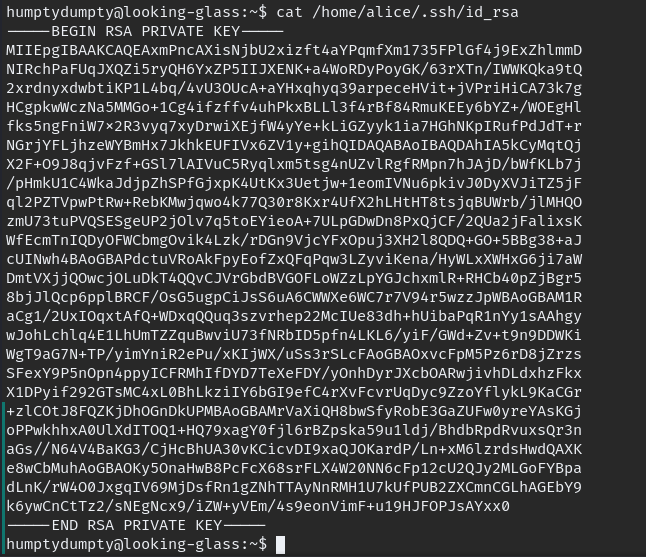 humptydumpty@looking-glass:~$ cat /home/alice/.ssh/id_rsa
-----BEGIN RSA PRIVATE KEY-----
MIIEpgIBAAKCAQEAxmPncAXisNjbU2xizft4aYPqmfXm1735FPlGf4j9ExZhlmmD
NIRchPaFUqJXQZi5ryQH6YxZP5IIJXENK+a4WoRDyPoyGK/63rXTn/IWWKQka9tQ
2xrdnyxdwbtiKP1L4bq/4vU3OUcA+aYHxqhyq39arpeceHVit+jVPriHiCA73k7g
HCgpkwWczNa5MMGo+1Cg4ifzffv4uhPkxBLLl3f4rBf84RmuKEEy6bYZ+/WOEgHl
fks5ngFniW7x2R3vyq7xyDrwiXEjfW4yYe+kLiGZyyk1ia7HGhNKpIRufPdJdT+r
NGrjYFLjhzeWYBmHx7JkhkEUFIVx6ZV1y+gihQIDAQABAoIBAQDAhIA5kCyMqtQj
X2F+O9J8qjvFzf+GSl7lAIVuC5Ryqlxm5tsg4nUZvlRgfRMpn7hJAjD/bWfKLb7j
/pHmkU1C4WkaJdjpZhSPfGjxpK4UtKx3Uetjw+1eomIVNu6pkivJ0DyXVJiTZ5jF
ql2PZTVpwPtRw+RebKMwjqwo4k77Q30r8Kxr4UfX2hLHtHT8tsjqBUWrb/jlMHQO
zmU73tuPVQSESgeUP2jOlv7q5toEYieoA+7ULpGDwDn8PxQjCF/2QUa2jFalixsK
WfEcmTnIQDyOFWCbmgOvik4Lzk/rDGn9VjcYFxOpuj3XH2l8QDQ+GO+5BBg38+aJ
cUINwh4BAoGBAPdctuVRoAkFpyEofZxQFqPqw3LZyviKena/HyWLxXWHxG6ji7aW
DmtVXjjQOwcjOLuDkT4QQvCJVrGbdBVGOFLoWZzLpYGJchxmlR+RHCb40pZjBgr5
8bjJlQcp6pplBRCF/OsG5ugpCiJsS6uA6CWWXe6WC7r7V94r5wzzJpWBAoGBAM1R
aCg1/2UxIOqxtAfQ+WDxqQQuq3szvrhep22McIUe83dh+hUibaPqR1nYy1sAAhgy
wJohLchlq4E1LhUmTZZquBwviU73fNRbID5pfn4LKL6/yiF/GWd+Zv+t9n9DDWKi
WgT9aG7N+TP/yimYniR2ePu/xKIjWX/uSs3rSLcFAoGBAOxvcFpM5Pz6rD8jZrzs
SFexY9P5nOpn4ppyICFRMhIfDYD7TeXeFDY/yOnhDyrJXcbOARwjivhDLdxhzFkx
X1DPyif292GTsMC4xL0BhLkziIY6bGI9efC4rXvFcvrUqDyc9ZzoYflykL9KaCGr
+zlCOtJ8FQZKjDhOGnDkUPMBAoGBAMrVaXiQH8bwSfyRobE3GaZUFw0yreYAsKGj
oPPwkhhxA0UlXdITOQ1+HQ79xagY0fjl6rBZpska59u1ldj/BhdbRpdRvuxsQr3n
aGs//N64V4BaKG3/CjHcBhUA30vKCicvDI9xaQJOKardP/Ln+xM6lzrdsHwdQAXK
e8wCbMuhAoGBAOKy5OnaHwB8PcFcX68srFLX4W20NN6cFp12cU2QJy2MLGoFYBpa
dLnK/rW4O0JxgqIV69MjDsfRn1gZNhTTAyNnRMH1U7kUfPUB2ZXCmnCGLhAGEbY9
k6ywCnCtTz2/sNEgNcx9/iZW+yVEm/4s9eonVimF+u19HJFOPJsAYxx0
-----END RSA PRIVATE KEY-----
humptydumpty@looking-glass:~$